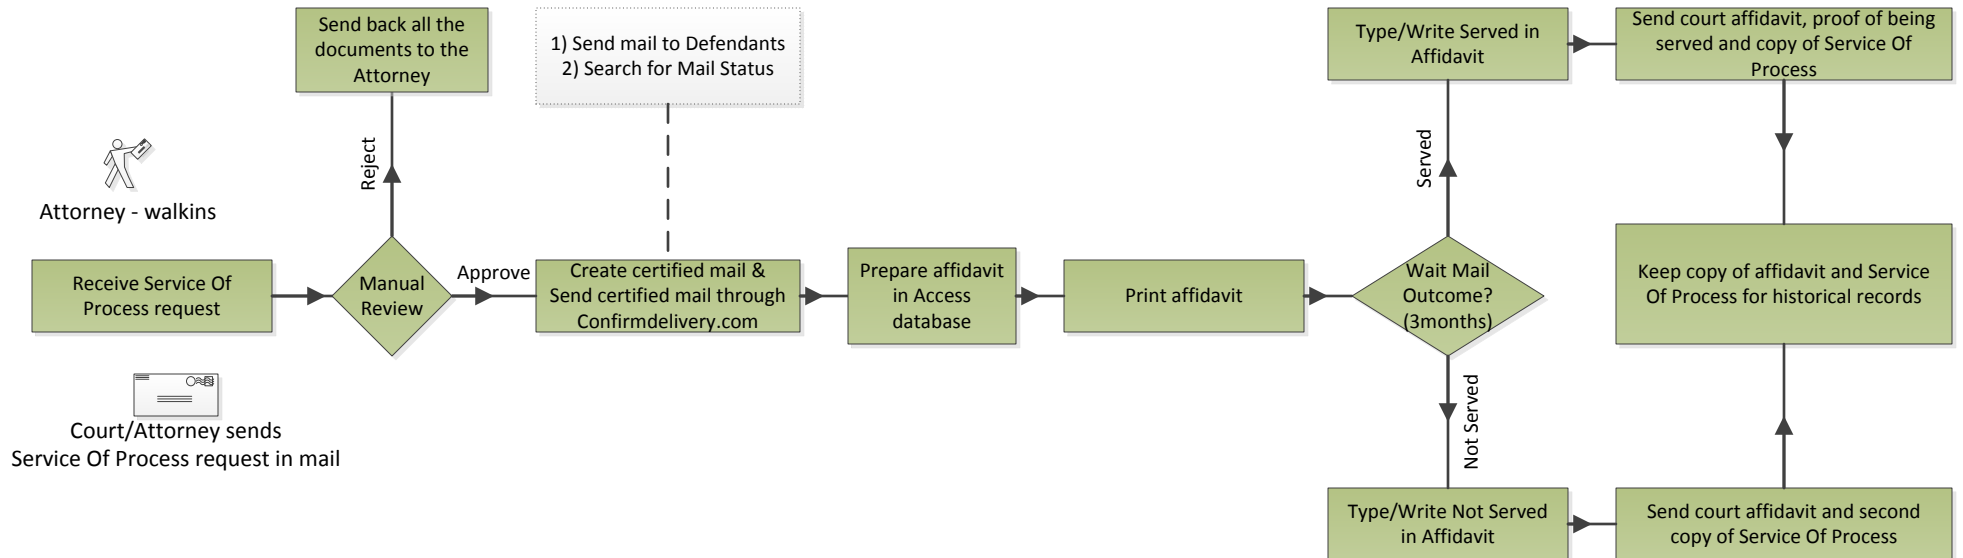 Send back all the
documents to the
Attorney
1) Send mail to Defendants
2) Search for Mail Status
Type/Write Served in
Affidavit
Send court affidavit, proof of being
served and copy of Service Of
Process
Reject
Served
Attorney - walkins
Receive Service Of
Process request
Manual
Review
Approve
Create certified mail &
Send certified mail through
Confirmdelivery.com
Prepare affidavit
in Access
database
Print affidavit
Wait Mail
Outcome?
(3months)
Keep copy of affidavit and Service
Of Process for historical records
Court/Attorney sends
Service Of Process request in mail
Not Served
Type/Write Not Served
in Affidavit
Send court affidavit and second
copy of Service Of Process